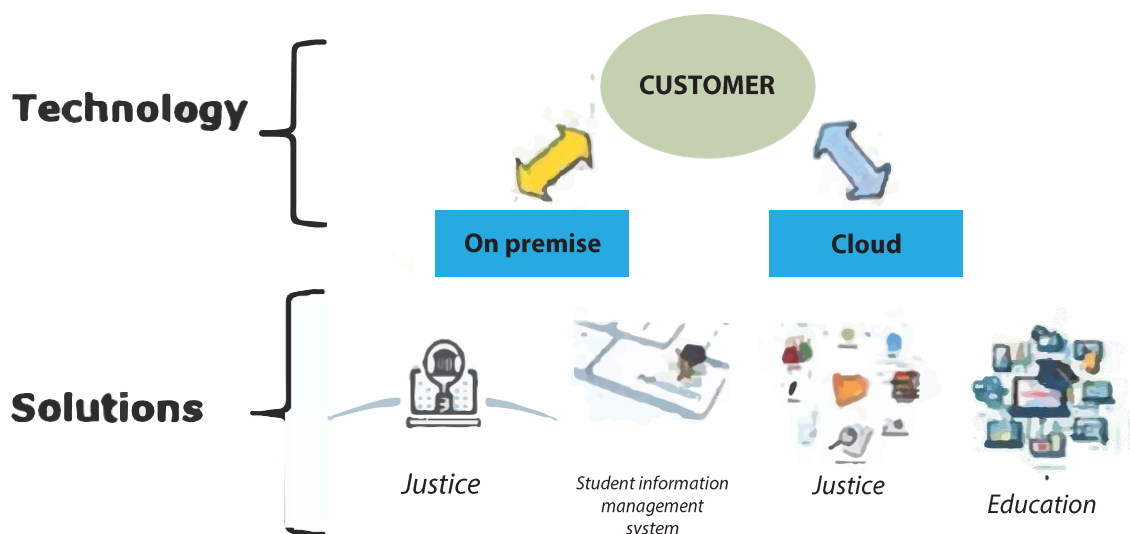 Technology
CUSTOMER
On premise
Cloud
Solutions
Justice
Student information
management
system
Justice
Education